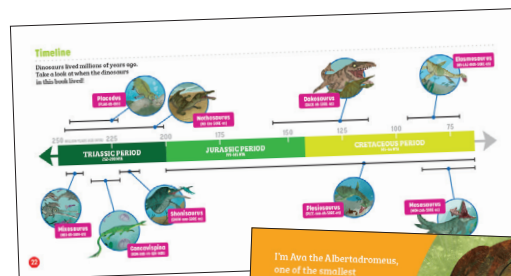 Timeline
Dinosaurs lived millions of years ago.
Take a look at when the dinosaurs
in this book lived!
Placodus
Nothosaurus
Dakosaurus
Elasmosaurus
250
225
200
175
150
125
100
75
TRIASSIC PERIOD
JURASSIC PERIOD
CRETACEOUS PERIOD
Mixosaurus
Concavispina
Shonisaurus
Plesiosaurus
Mosasaurus
22
I'm Ava the Albertadromeus,
one of the smallest